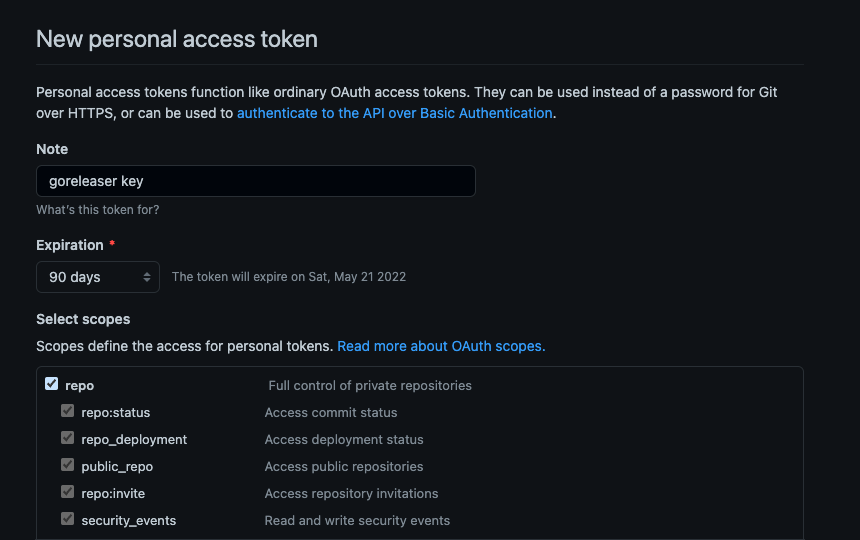 New personal access token
Personal access tokens function like ordinary OAuth access tokens. They can be used instead of a password for Git
over HTTPS, or can be used to authenticate to the API over Basic Authentication.
Note
goreleaser key
What's this token for?
Expiration *
90 days The token will expire on Sat, May 21 2022
Select scopes
Scopes define the access for personal tokens. Read more about OAuth scopes.
repo Full control of private repositories
repo:status Access commit status
repo_deployment Access deployment status
public_repo Access public repositories
repo:invite Access repository invitations
security_events Read and write security events